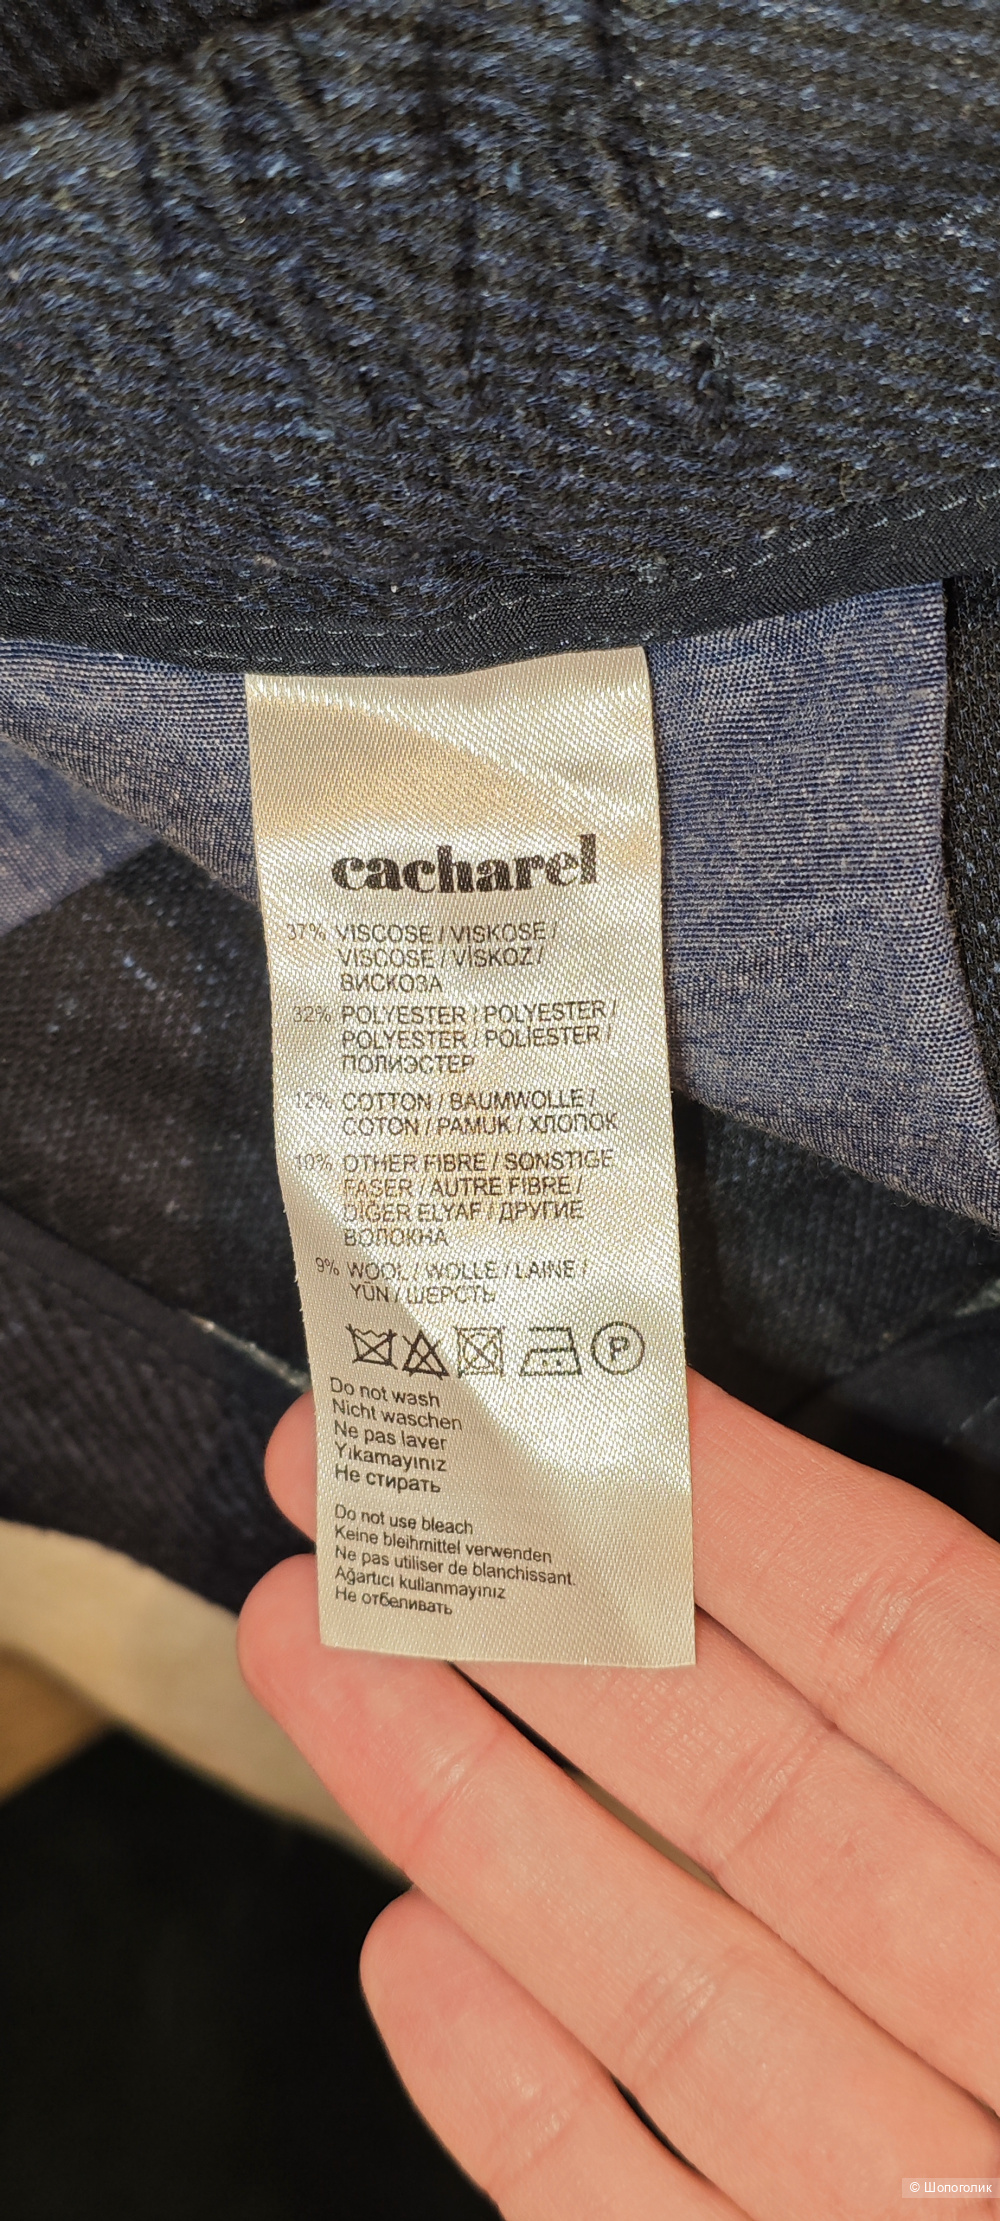 cacharel
37% VISCOSE / VISKOSE /
VISCOSE / VISKOZ /
ВИСКОЗА
32% POLYESTER / POLYESTER /
POLYESTER / POLİESTER /
ПОЛИЭСТЕР
12% COTTON / BAUMWOLLE /
COTON / PAMUK / ХЛОПОК
10% OTHER FIBRE / SONSTIGE
FASER / AUTRE FIBRE /
DİGER ELYAF / ДРУГИЕ
ВОЛОКНА
9% WOOL / WOLLE / LAINE /
YÜN / ШЕРСТЬ
P
Do not wash
Nicht waschen
Ne pas laver
Yıkamayınız
Не стирать
Do not use bleach
Keine bleihmittel verwenden
Ne pas utiliser de blanchissant.
Ağartıcı kullanmayınız
Не отбеливать
© Шопоголик